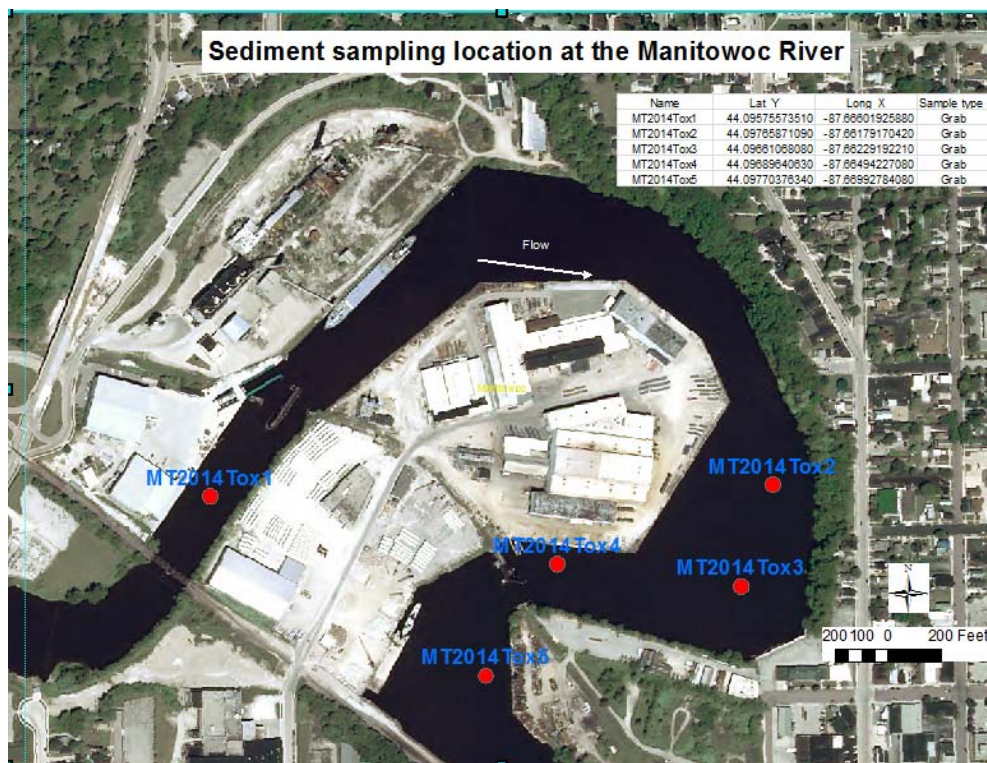 Sediment sampling location at the Manitowoc River
Name Lat Y Long X Sample type
MT2014Tox1 44.09575573510 -87.66601925880 Grab
MT2014Tox2 44.09765871090 -87.66179170420 Grab
MT2014Tox3 44.09661068080 -87.66229192210 Grab
MT2014Tox4 44.09689640630 -87.66494227080 Grab
MT2014Tox5 44.09770376340 -87.66992784080 Grab
Flow
Manitowoc
MT2014Tox1
MT2014Tox2
MT2014Tox4
MT2014Tox3
MT2014Tox5
200 100 0 200 Feet